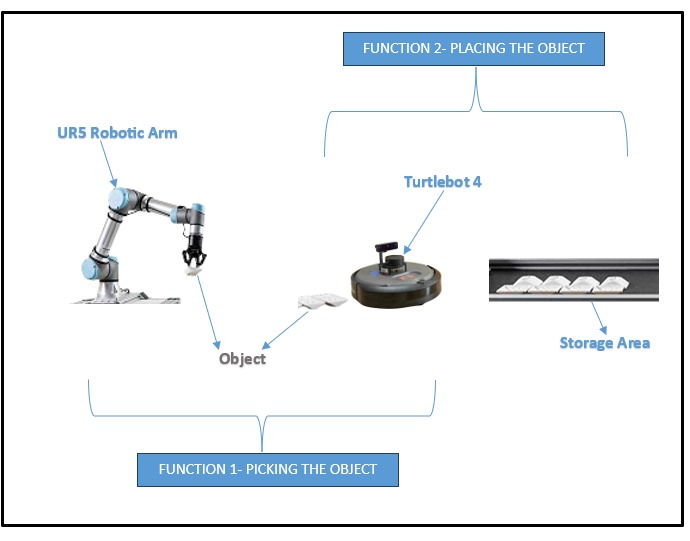 FUNCTION 2- PLACING THE OBJECT
UR5 Robotic Arm
Turtlebot 4
Storage Area
Object
FUNCTION 1- PICKING THE OBJECT